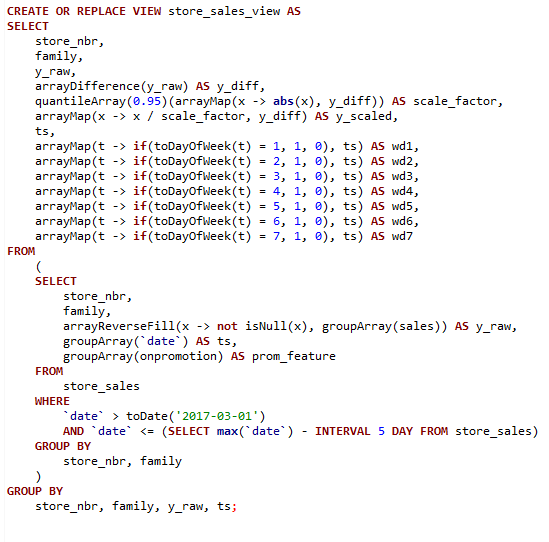 CREATE OR REPLACE VIEW store_sales_view AS
SELECT
    store_nbr,
    family,
    y_raw,
    arrayDifference(y_raw) AS y_diff,
    quantileArray(0.95)(arrayMap(x -> abs(x), y_diff)) AS scale_factor,
    arrayMap(x -> x / scale_factor, y_diff) AS y_scaled,
    ts,
    arrayMap(t -> if(toDayOfWeek(t) = 1, 1, 0), ts) AS wd1,
    arrayMap(t -> if(toDayOfWeek(t) = 2, 1, 0), ts) AS wd2,
    arrayMap(t -> if(toDayOfWeek(t) = 3, 1, 0), ts) AS wd3,
    arrayMap(t -> if(toDayOfWeek(t) = 4, 1, 0), ts) AS wd4,
    arrayMap(t -> if(toDayOfWeek(t) = 5, 1, 0), ts) AS wd5,
    arrayMap(t -> if(toDayOfWeek(t) = 6, 1, 0), ts) AS wd6,
    arrayMap(t -> if(toDayOfWeek(t) = 7, 1, 0), ts) AS wd7
FROM
    (
    SELECT
        store_nbr,
        family,
        arrayReverseFill(x -> not isNull(x), groupArray(sales)) AS y_raw,
        groupArray(`date`) AS ts,
        groupArray(onpromotion) AS prom_feature
    FROM
        store_sales
    WHERE
        `date` > toDate('2017-03-01')
        AND `date` <= (SELECT max(`date`) - INTERVAL 5 DAY FROM store_sales)
    GROUP BY
        store_nbr, family
    )
GROUP BY
    store_nbr, family, y_raw, ts;